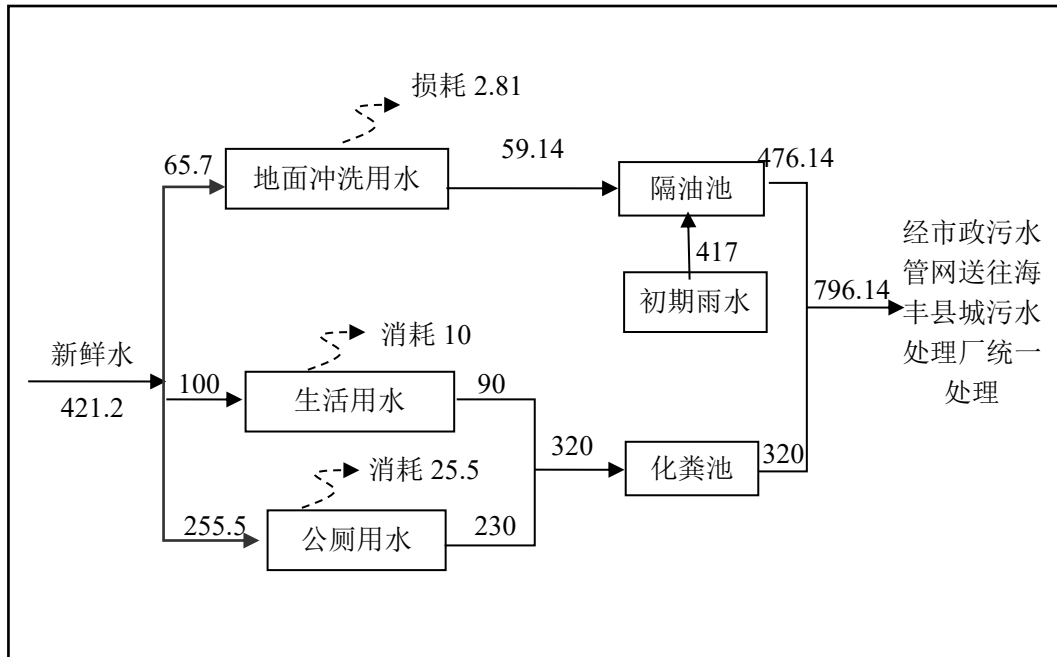 损耗 2.81
65.7
地面冲洗用水
59.14
隔油池
476.14
417
初期雨水
796.14
经市政污水
管网送往海
丰县城污水
处理厂统一
处理
新鲜水
421.2
消耗 10
100
生活用水
90
320
化粪池
320
消耗 25.5
255.5
公厕用水
230